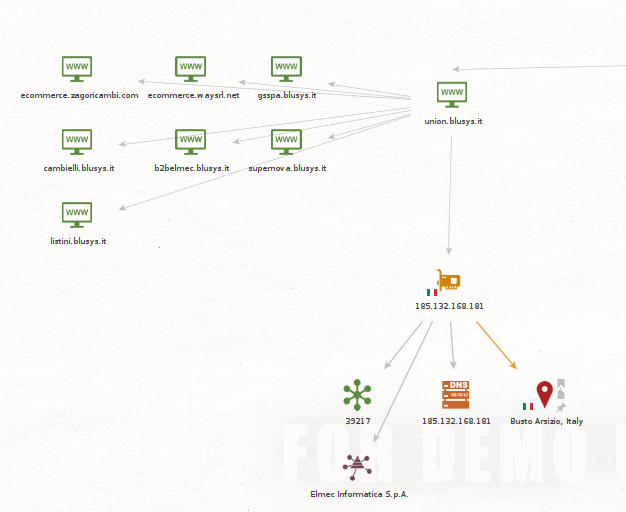 WWW WWW WWW WWW
ecommerce.zagoricambi.com ecommerce.waysrl.net gsspa.blusys.it
union.blusys.it
WWW WWW WWW
cambielli.blusys.it b2belmec.blusys.it supernova.blusys.it
WWW
listini.blusys.it
185.132.168.181
DNS
39217 185.132.168.181 Busto Arsizio, Italy
FOR DEMO
Elmec Informatica S.p.A.